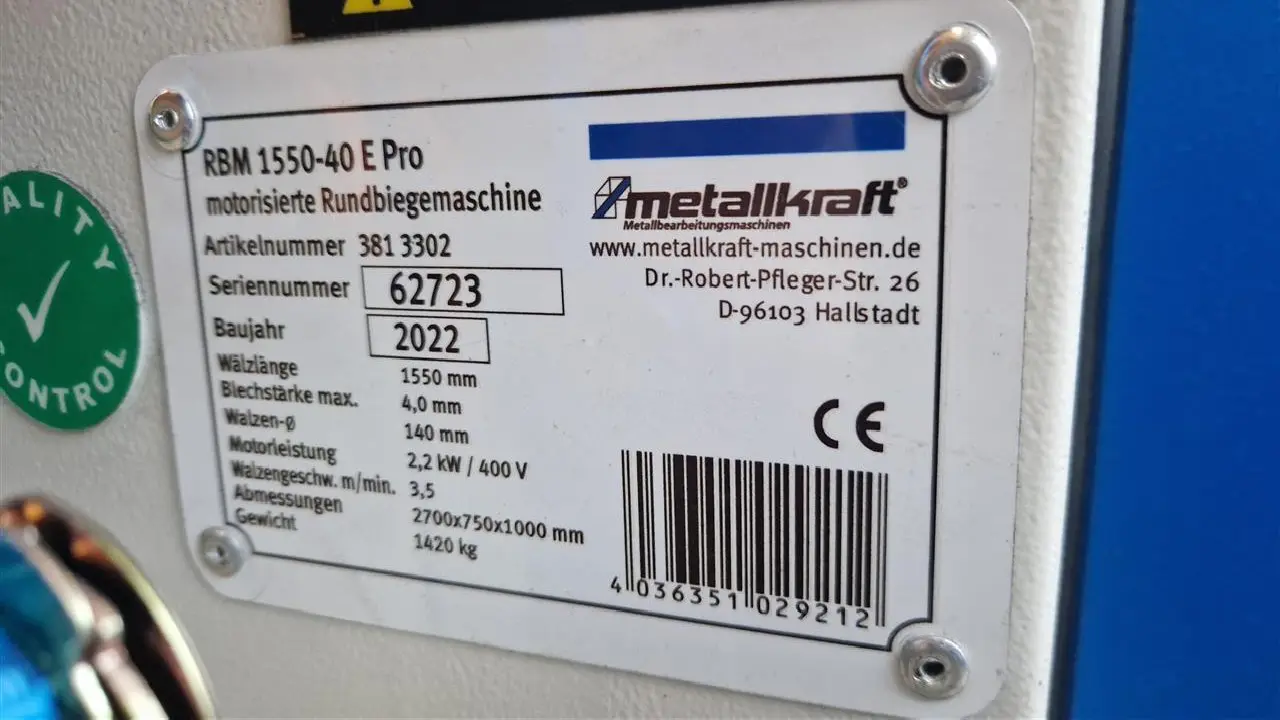 RBM 1550-40 E Pro
motorisierte Rundbiegemaschine
Artikelnummer 381 3302
Seriennummer 62723
Baujahr 2022
Wälzlänge 1550 mm
Blechstärke max. 4,0 mm
Walzen-ø 140 mm
Motorleistung 2,2 kW / 400 V
Walzengeschw. m/min. 3,5
Abmessungen 2700x750x1000 mm
Gewicht 1420 kg
metallkraft®
Metallbearbeitungsmaschinen
www.metallkraft-maschinen.de
Dr.-Robert-Pfleger-Str. 26
D-96103 Hallstadt
CE
4 036351 029212
QUALITY
CONTROL